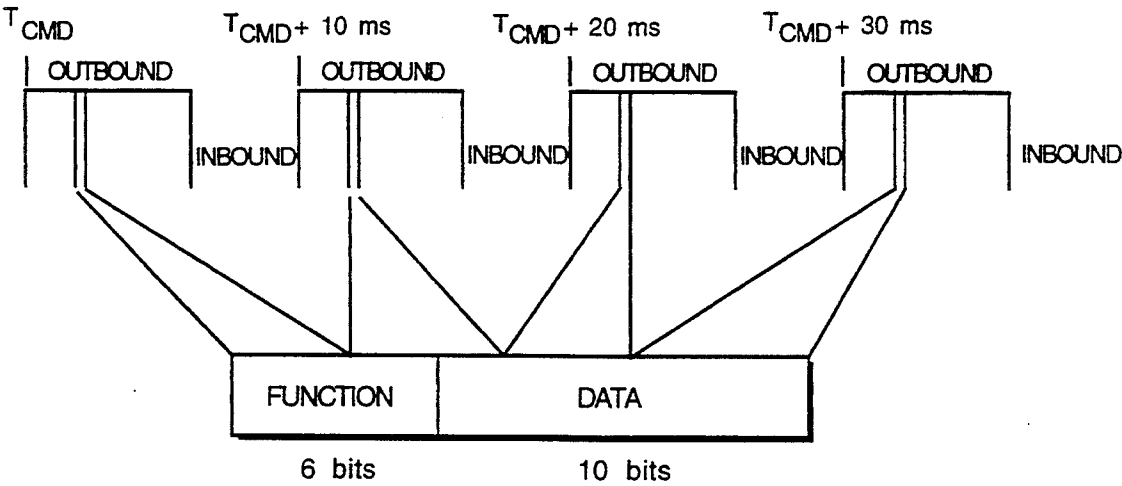 TCMD
TCMD+ 10 ms
TCMD+ 20 ms
TCMD+ 30 ms
OUTBOUND
OUTBOUND
OUTBOUND
OUTBOUND
INBOUND
INBOUND
INBOUND
INBOUND
FUNCTION
DATA
6 bits
10 bits